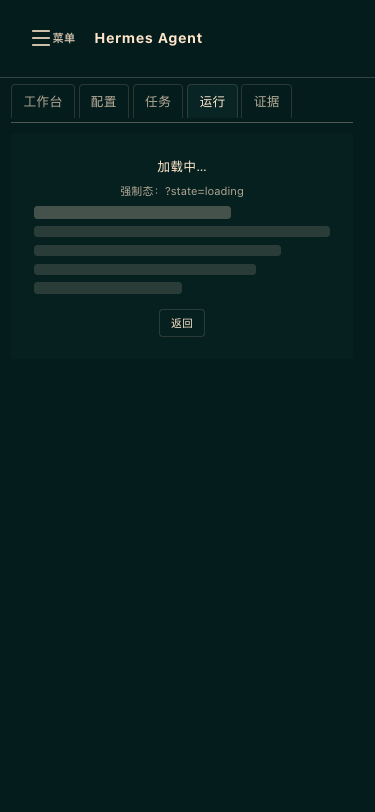 菜单 Hermes Agent
工作台 配置 任务 运行 证据
加载中...
强制态：?state=loading
返回